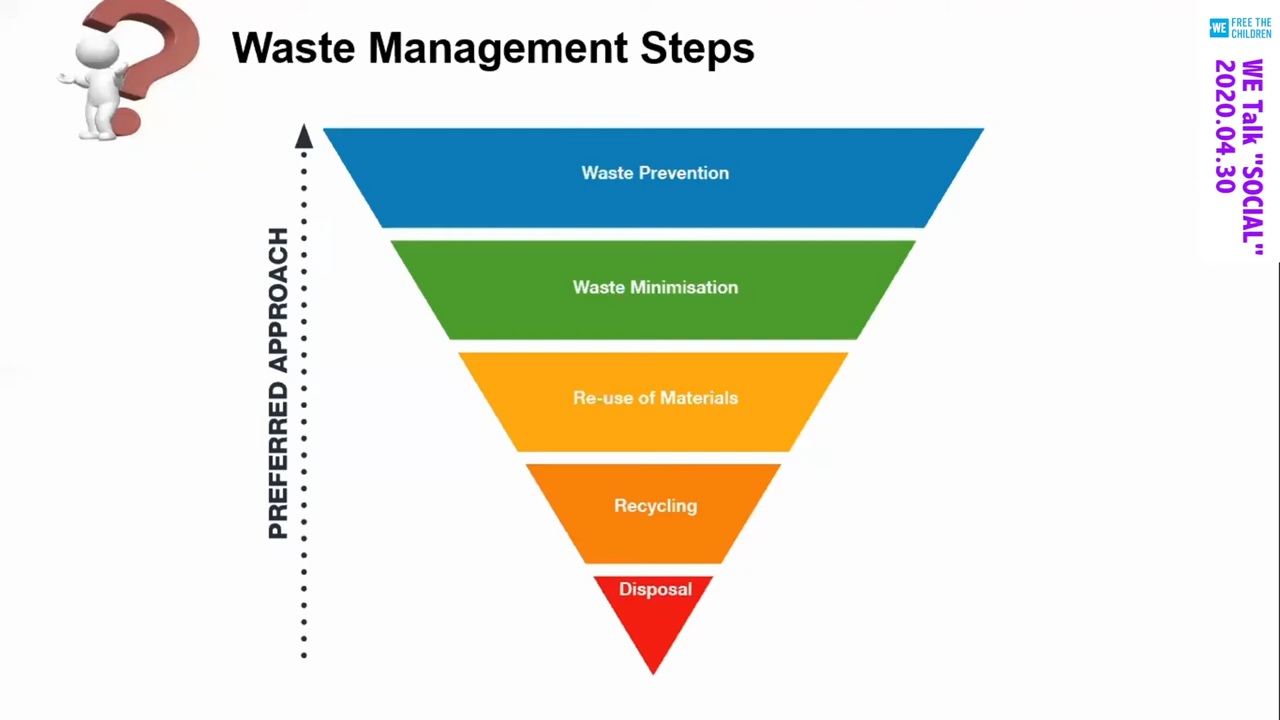 Waste Management Steps
WE FREE THE
CHILDREN
WE Talk "SOCIAL"
2020.04.30
PREFERRED APPROACH
Waste Prevention
Waste Minimisation
Re-use of Materials
Recycling
Disposal